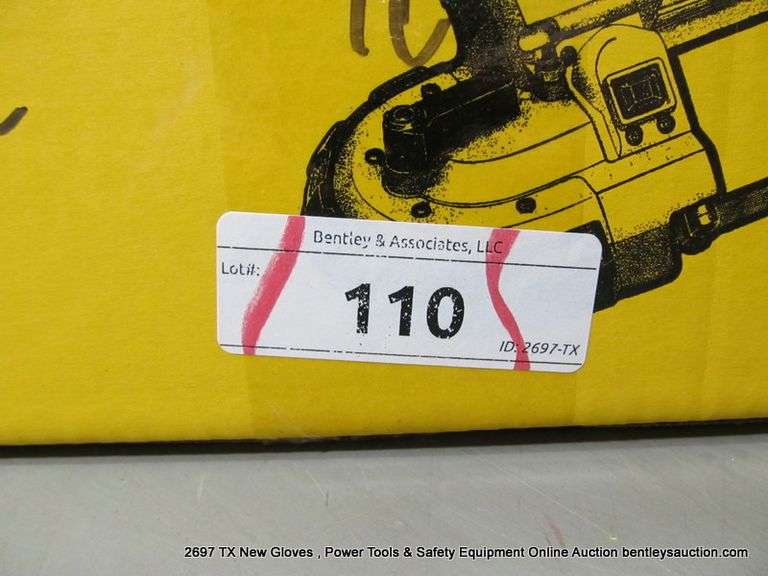 Bentley & Associates, LLC
Lot#:
110
ID: 2697-TX
2697 TX New Gloves , Power Tools & Safety Equipment Online Auction bentleysauction.com